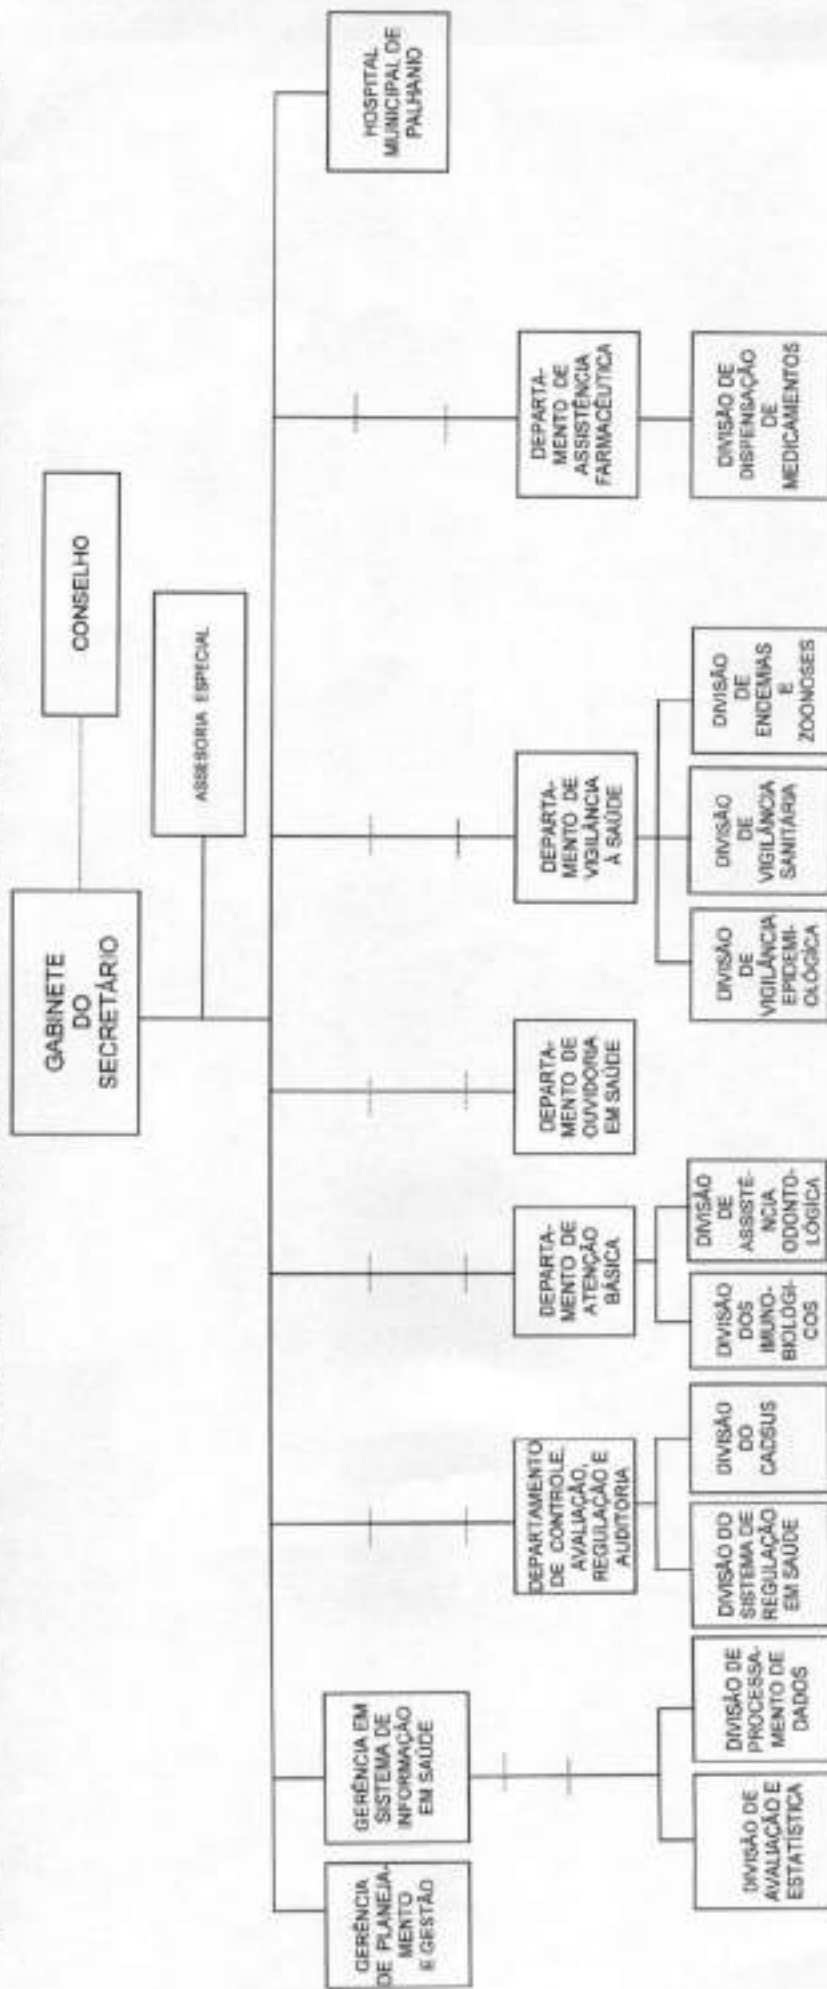 GABINETE
DO
SECRETÁRIO
CONSELHO
ASSESORIA ESPECIAL
GERÊNCIA
DE PLANEJA-
MENTO
E GESTÃO
GERÊNCIA EM
SISTEMA DE
INFORMAÇÃO
EM SAÚDE
HOSPITAL
MUNICIPAL DE
PALHANO
DEPARTAMENTO
DE CONTROLE,
AVALIAÇÃO,
REGULAÇÃO E
AUDITORIA
DEPARTA-
MENTO DE
ATENÇÃO
BÁSICA
DEPARTA-
MENTO DE
OUVIDORIA
EM SAÚDE
DEPARTA-
MENTO DE
VIGILÂNCIA
À SAÚDE
DEPARTA-
MENTO DE
ASSISTÊNCIA
FARMACÊUTICA
DIVISÃO DE
AVALIAÇÃO E
ESTATÍSTICA
DIVISÃO DE
PROCESSA-
MENTO DE
DADOS
DIVISÃO DO
SISTEMA DE
REGULAÇÃO
EM SAÚDE
DIVISÃO
DO
CADSUS
DIVISÃO
DOS
IMUNO-
BIOLÓGI-
COS
DIVISÃO
DE
ASSISTÊ-
NCIA
ODONTO-
LÓGICA
DIVISÃO
DE
VIGILÂNCIA
EPIDEMI-
OLÓGICA
DIVISÃO
DE
VIGILÂNCIA
SANITÁRIA
DIVISÃO
DE
ENDEMIAS
E
ZOONOSES
DIVISÃO DE
DISPENSAÇÃO
DE
MEDICAMENTOS